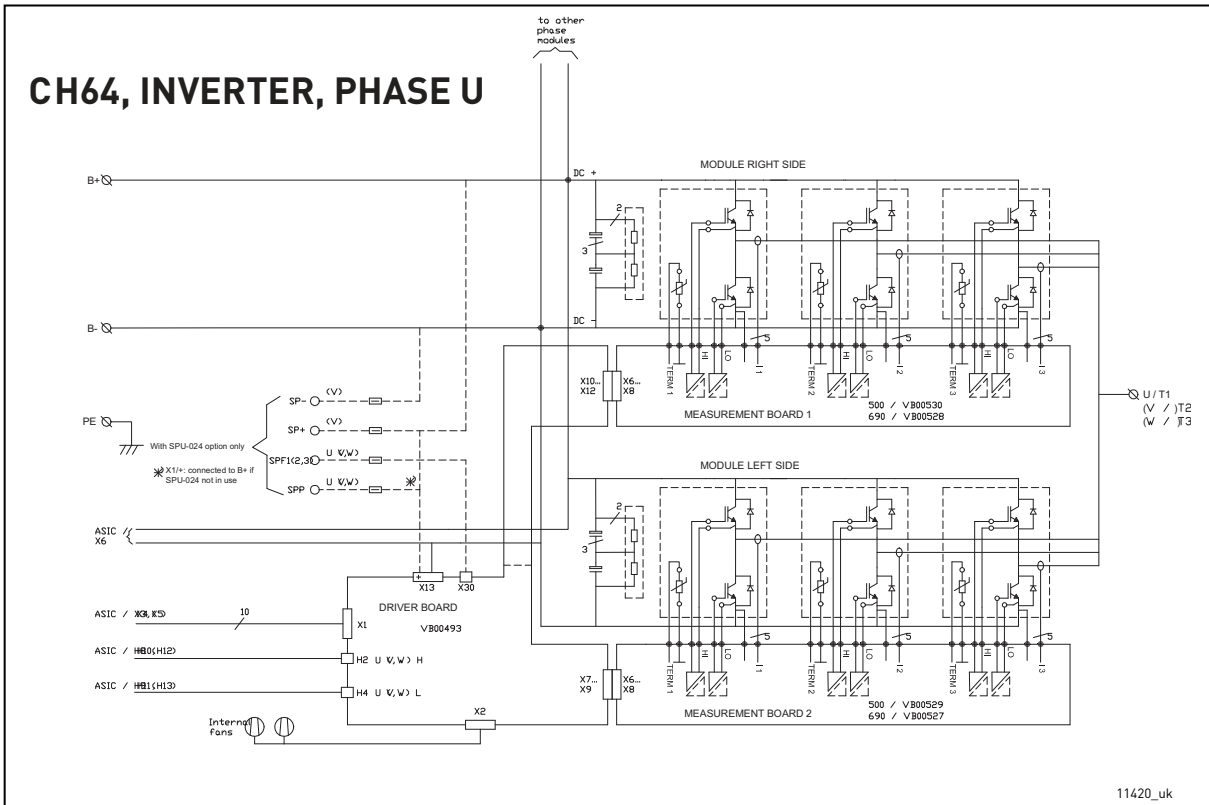 to other
phase
modules
CH64, INVERTER, PHASE U
MODULE RIGHT SIDE
B+
DC +
2
3
B-
DC -
5
5
5
TERM 1
HI
LO
I1
TERM 2
HI
LO
I2
TERM 3
HI
LO
I3
X10...
X12
X6...
X8
MEASUREMENT BOARD 1
500 / VB00530
690 / VB00528
U / T1
(V / )T2
(W / )T3
SP- (V)
PE
SP+ (V)
With SPU-024 option only
SPF1(2,3) U (V,W)
X1/+: connected to B+ if
SPU-024 not in use
SPP U (V,W)
MODULE LEFT SIDE
2
3
ASIC //
X6
X13
X30
DRIVER BOARD
VB00493
ASIC /
10
X1
ASIC / (H12)
H2 U (V,W) H
ASIC / (H13)
H4 U (V,W) L
5
5
5
TERM 1
HI
LO
I1
TERM 2
HI
LO
I2
TERM 3
HI
LO
I3
X7...
X9
X6...
X8
MEASUREMENT BOARD 2
500 / VB00529
690 / VB00527
X2
Internal
fans
11420_uk